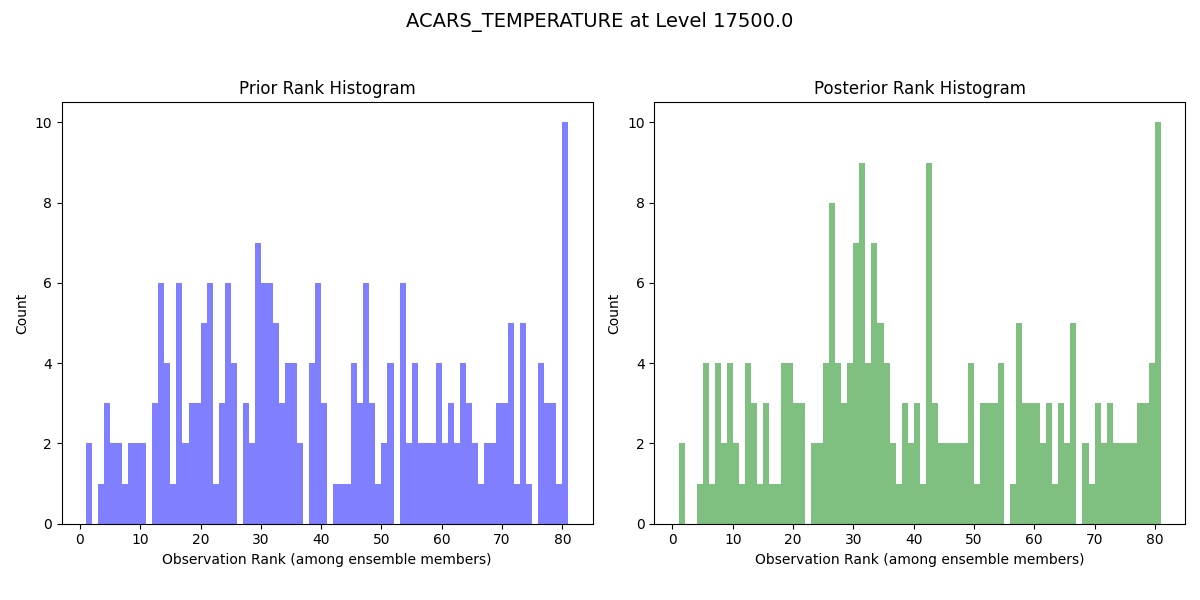 ACARS_TEMPERATURE at Level 17500.0
Prior Rank Histogram
Count
10
8
6
4
2
0
0 10 20 30 40 50 60 70 80
Observation Rank (among ensemble members)
Posterior Rank Histogram
Count
10
8
6
4
2
0
0 10 20 30 40 50 60 70 80
Observation Rank (among ensemble members)